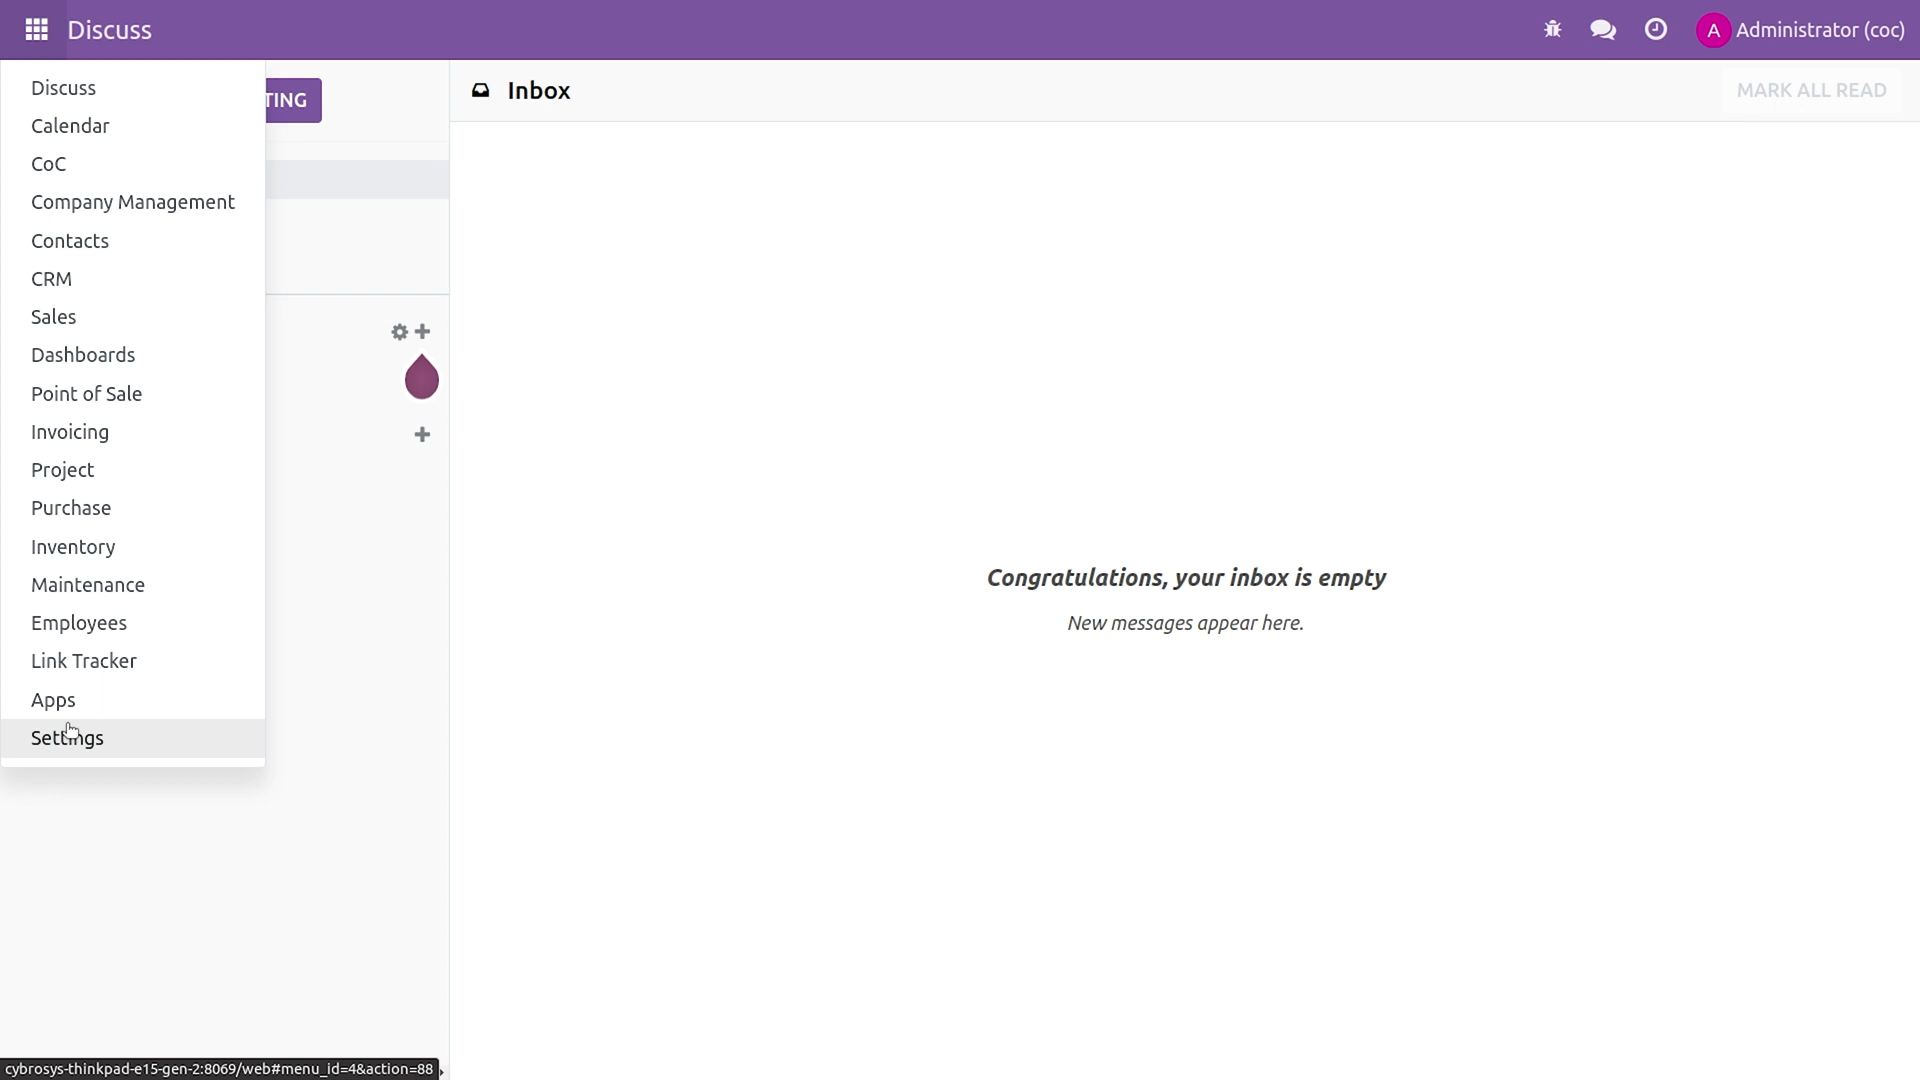 Discuss
A Administrator (coc)
Discuss
Calendar
CoC
Company Management
Contacts
CRM
Sales
Dashboards
Point of Sale
Invoicing
Project
Purchase
Inventory
Maintenance
Employees
Link Tracker
Apps
Settings
TING
Inbox
MARK ALL READ
Congratulations, your inbox is empty
New messages appear here.
cybrosys-thinkpad-e15-gen-2:8069/web#menu_id=4&action=88